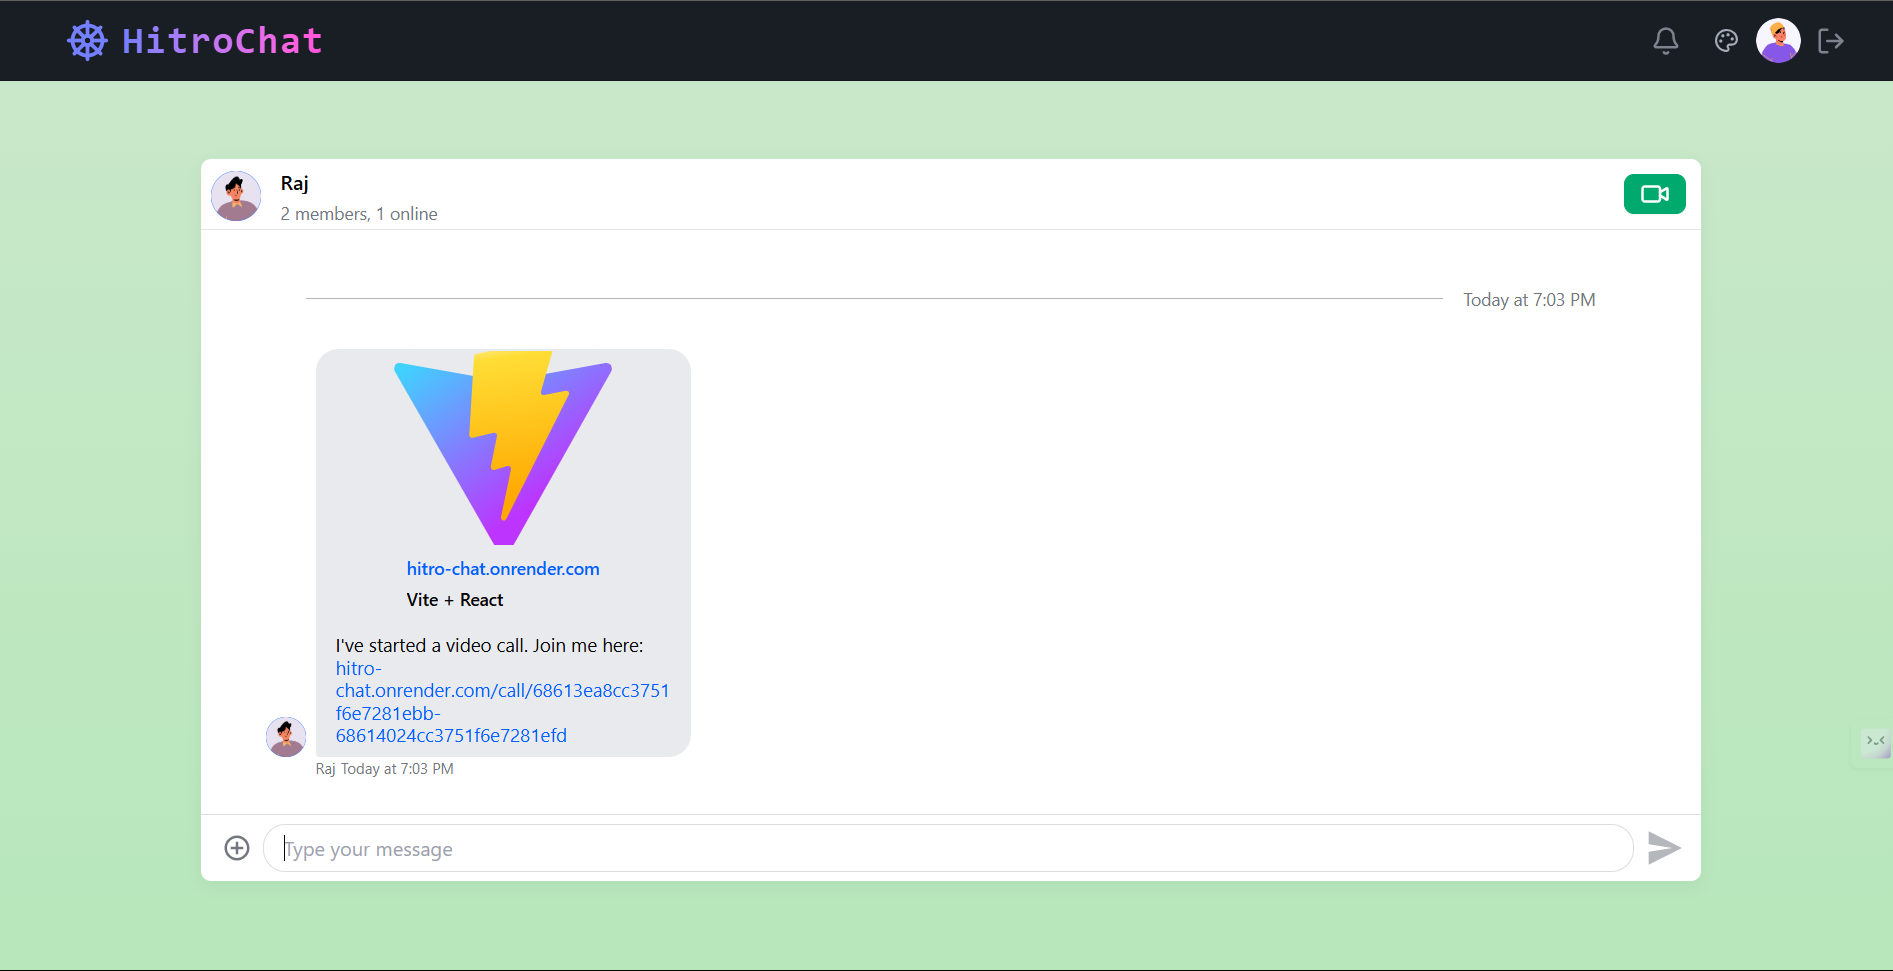 HitroChat
Raj
2 members, 1 online
Today at 7:03 PM
hitro-chat.onrender.com
Vite + React
I've started a video call. Join me here:
hitro-
chat.onrender.com/call/68613ea8cc3751
f6e7281ebb-
68614024cc3751f6e7281efd
Raj Today at 7:03 PM
Type your message